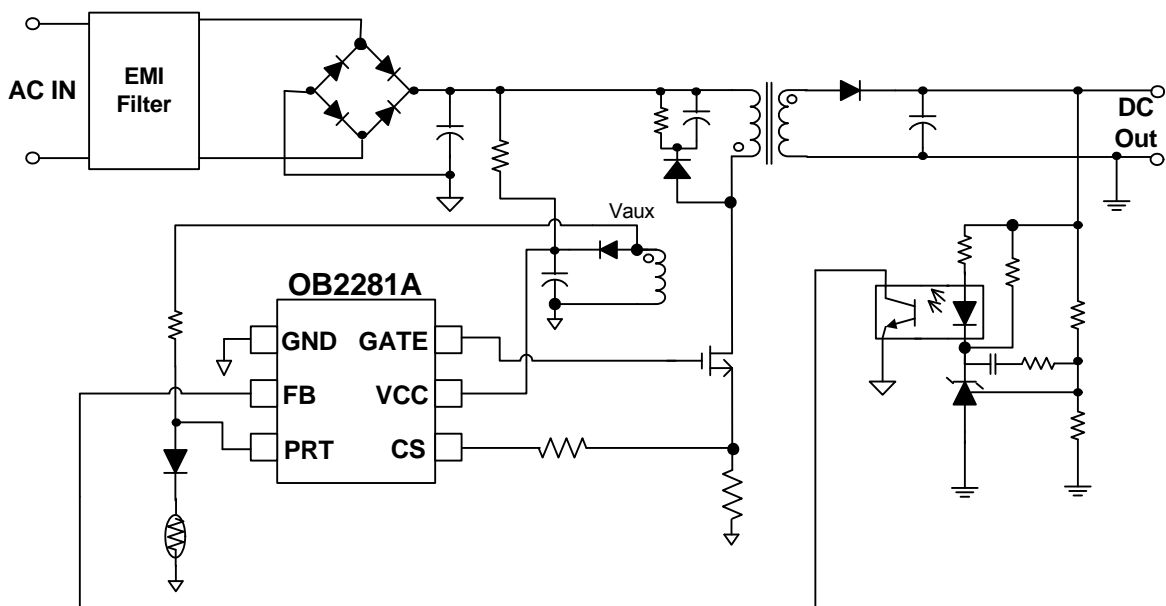 AC IN
EMI
Filter
DC
Out
Vaux
OB2281A
GND
GATE
FB
VCC
PRT
CS